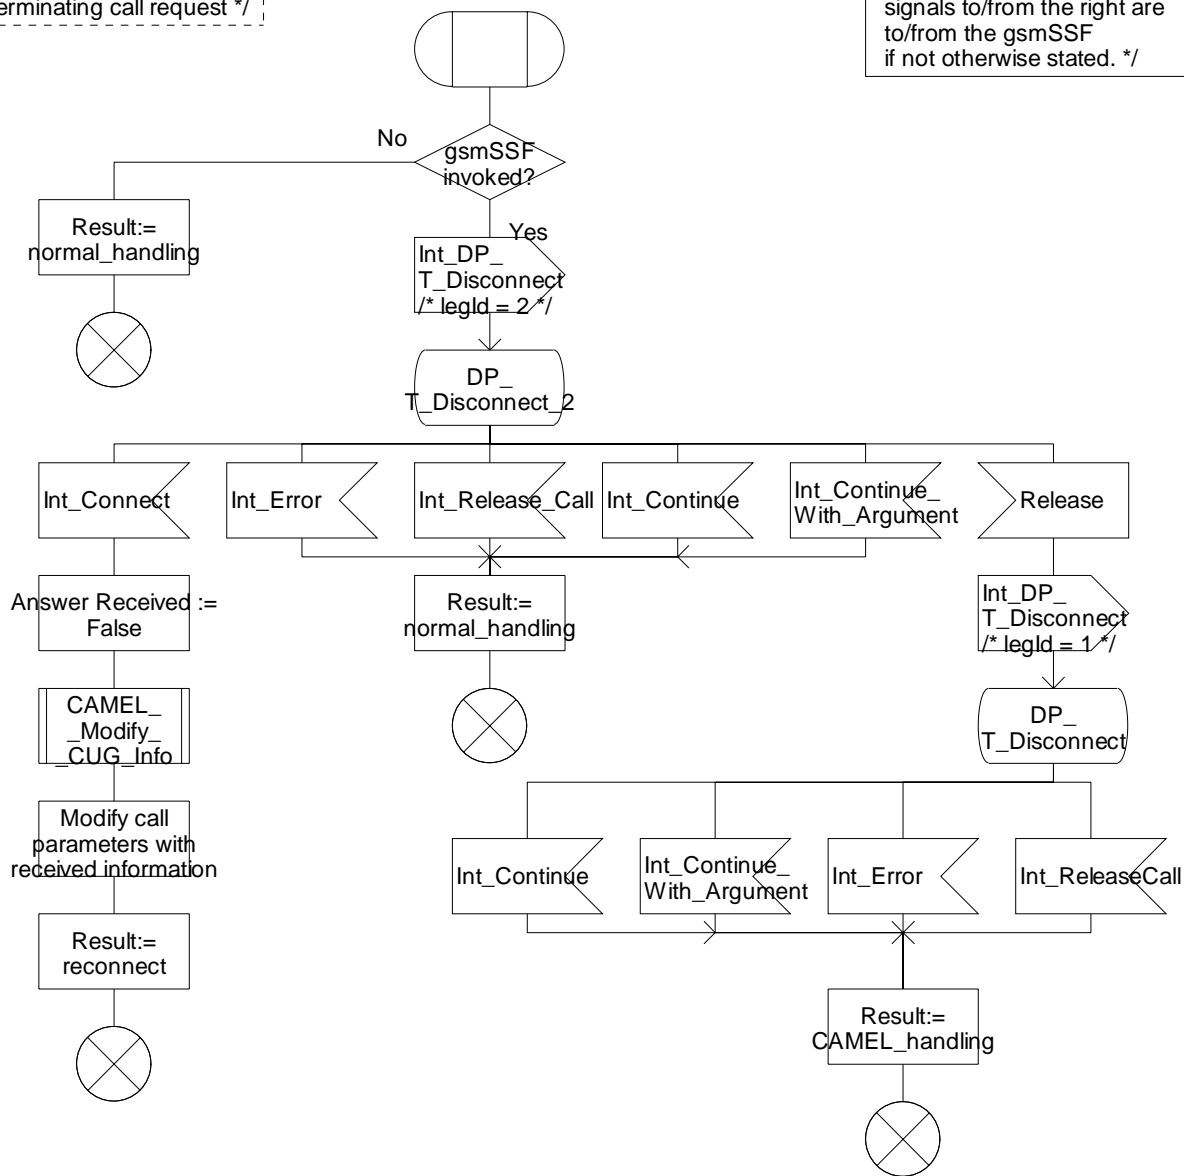 erminating call request */
signals to/from the right are
to/from the gsmSSF
if not otherwise stated. */
No
gsmSSF
invoked?
Result:=
normal_handling
Yes
Int_DP_
T_Disconnect
/* legId = 2 */
DP_
T_Disconnect_2
Int_Connect
Int_Error
Int_Release_Call
Int_Continue
Int_Continue_
With_Argument
Release
Answer Received :=
False
Result:=
normal_handling
Int_DP_
T_Disconnect
/* legId = 1 */
CAMEL_
_Modify_
_CUG_Info
DP_
T_Disconnect
Modify call
parameters with
received information
Int_Continue
Int_Continue_
With_Argument
Int_Error
Int_ReleaseCall
Result:=
reconnect
Result:=
CAMEL_handling